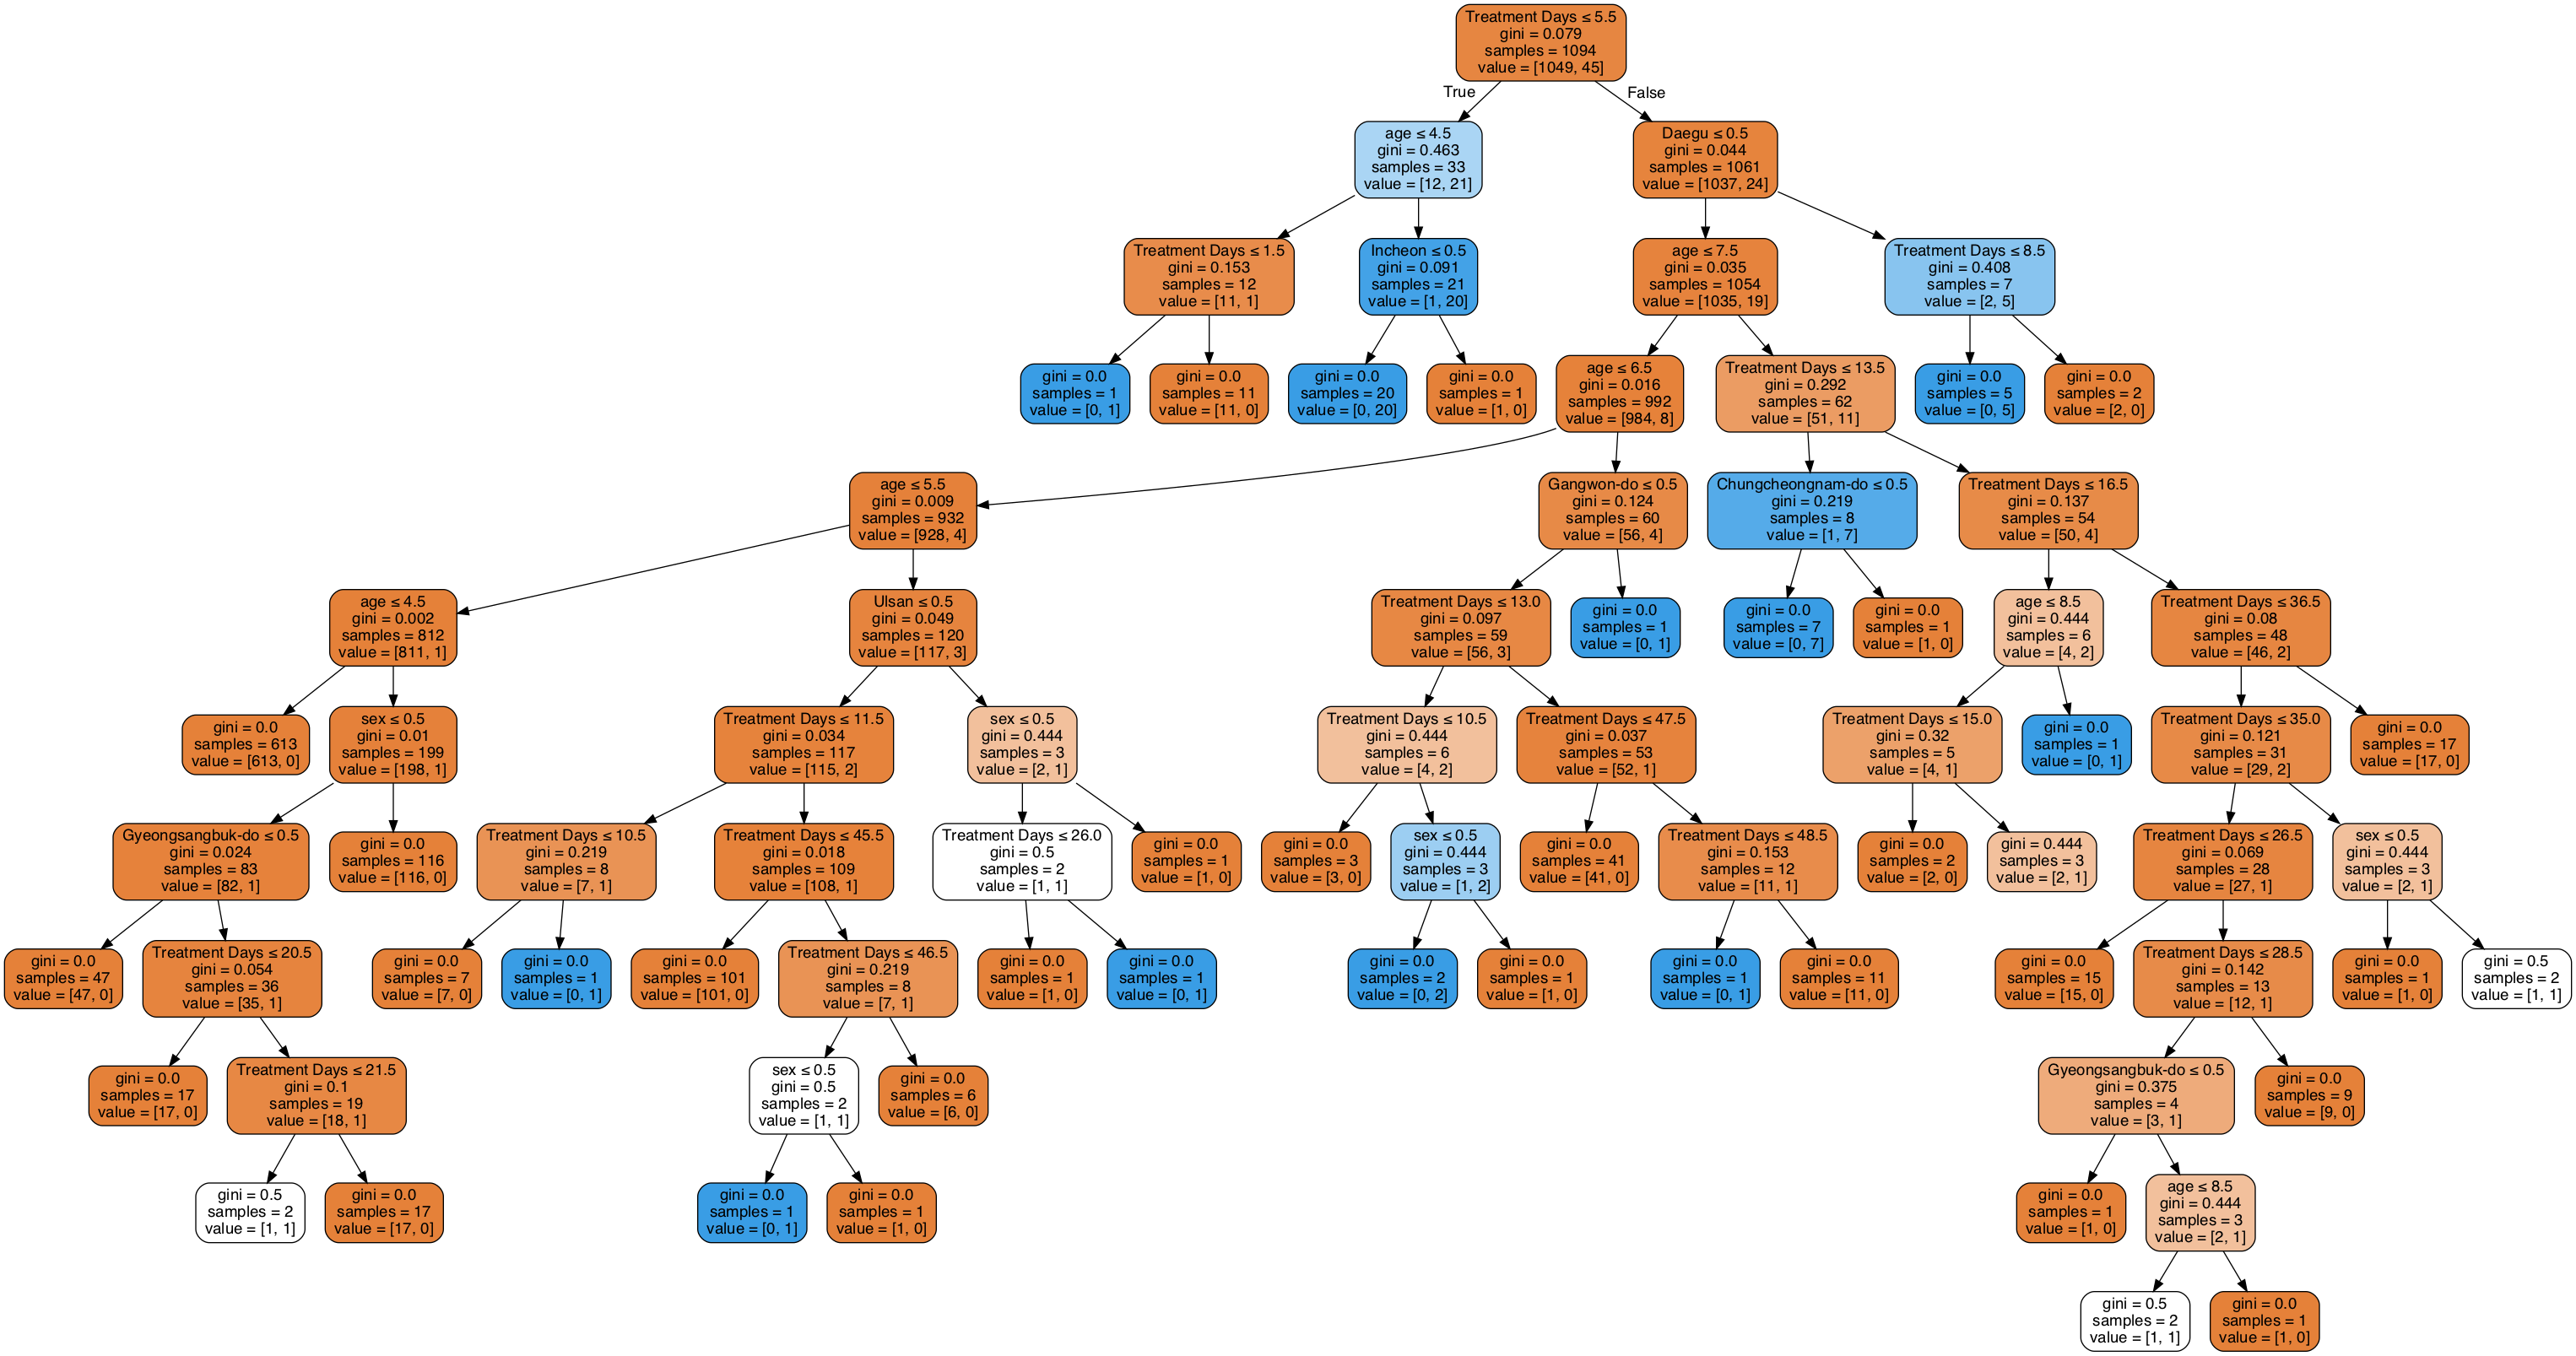 Treatment Days ≤ 5.5
gini = 0.079
samples = 1094
value = [1049, 45]
True
False
age ≤ 4.5
gini = 0.463
samples = 33
value = [12, 21]
Daegu ≤ 0.5
gini = 0.044
samples = 1061
value = [1037, 24]
Treatment Days ≤ 1.5
gini = 0.153
samples = 12
value = [11, 1]
Incheon ≤ 0.5
gini = 0.091
samples = 21
value = [1, 20]
age ≤ 7.5
gini = 0.035
samples = 1054
value = [1035, 19]
Treatment Days ≤ 8.5
gini = 0.408
samples = 7
value = [2, 5]
gini = 0.0
samples = 1
value = [0, 1]
gini = 0.0
samples = 11
value = [11, 0]
gini = 0.0
samples = 20
value = [0, 20]
gini = 0.0
samples = 1
value = [1, 0]
age ≤ 6.5
gini = 0.016
samples = 992
value = [984, 8]
Treatment Days ≤ 13.5
gini = 0.292
samples = 62
value = [51, 11]
gini = 0.0
samples = 5
value = [0, 5]
gini = 0.0
samples = 2
value = [2, 0]
age ≤ 5.5
gini = 0.009
samples = 932
value = [928, 4]
Gangwon-do ≤ 0.5
gini = 0.124
samples = 60
value = [56, 4]
Chungcheongnam-do ≤ 0.5
gini = 0.219
samples = 8
value = [1, 7]
Treatment Days ≤ 16.5
gini = 0.137
samples = 54
value = [50, 4]
age ≤ 4.5
gini = 0.002
samples = 812
value = [811, 1]
Ulsan ≤ 0.5
gini = 0.049
samples = 120
value = [117, 3]
Treatment Days ≤ 13.0
gini = 0.097
samples = 59
value = [56, 3]
gini = 0.0
samples = 1
value = [0, 1]
gini = 0.0
samples = 7
value = [0, 7]
gini = 0.0
samples = 1
value = [1, 0]
age ≤ 8.5
gini = 0.444
samples = 6
value = [4, 2]
Treatment Days ≤ 36.5
gini = 0.08
samples = 48
value = [46, 2]
gini = 0.0
samples = 613
value = [613, 0]
sex ≤ 0.5
gini = 0.01
samples = 199
value = [198, 1]
Treatment Days ≤ 11.5
gini = 0.034
samples = 117
value = [115, 2]
sex ≤ 0.5
gini = 0.444
samples = 3
value = [2, 1]
Treatment Days ≤ 10.5
gini = 0.444
samples = 6
value = [4, 2]
Treatment Days ≤ 47.5
gini = 0.037
samples = 53
value = [52, 1]
Treatment Days ≤ 15.0
gini = 0.32
samples = 5
value = [4, 1]
gini = 0.0
samples = 1
value = [0, 1]
Treatment Days ≤ 35.0
gini = 0.121
samples = 31
value = [29, 2]
gini = 0.0
samples = 17
value = [17, 0]
Gyeongsangbuk-do ≤ 0.5
gini = 0.024
samples = 83
value = [82, 1]
gini = 0.0
samples = 116
value = [116, 0]
Treatment Days ≤ 10.5
gini = 0.219
samples = 8
value = [7, 1]
Treatment Days ≤ 45.5
gini = 0.018
samples = 109
value = [108, 1]
Treatment Days ≤ 26.0
gini = 0.5
samples = 2
value = [1, 1]
gini = 0.0
samples = 1
value = [1, 0]
gini = 0.0
samples = 3
value = [3, 0]
sex ≤ 0.5
gini = 0.444
samples = 3
value = [1, 2]
gini = 0.0
samples = 41
value = [41, 0]
Treatment Days ≤ 48.5
gini = 0.153
samples = 12
value = [11, 1]
gini = 0.0
samples = 2
value = [2, 0]
gini = 0.444
samples = 3
value = [2, 1]
Treatment Days ≤ 26.5
gini = 0.069
samples = 28
value = [27, 1]
sex ≤ 0.5
gini = 0.444
samples = 3
value = [2, 1]
gini = 0.0
samples = 47
value = [47, 0]
Treatment Days ≤ 20.5
gini = 0.054
samples = 36
value = [35, 1]
gini = 0.0
samples = 7
value = [7, 0]
gini = 0.0
samples = 1
value = [0, 1]
gini = 0.0
samples = 101
value = [101, 0]
Treatment Days ≤ 46.5
gini = 0.219
samples = 8
value = [7, 1]
gini = 0.0
samples = 1
value = [1, 0]
gini = 0.0
samples = 1
value = [0, 1]
gini = 0.0
samples = 2
value = [0, 2]
gini = 0.0
samples = 1
value = [1, 0]
gini = 0.0
samples = 1
value = [0, 1]
gini = 0.0
samples = 11
value = [11, 0]
gini = 0.0
samples = 15
value = [15, 0]
Treatment Days ≤ 28.5
gini = 0.142
samples = 13
value = [12, 1]
gini = 0.0
samples = 1
value = [1, 0]
gini = 0.5
samples = 2
value = [1, 1]
gini = 0.0
samples = 17
value = [17, 0]
Treatment Days ≤ 21.5
gini = 0.1
samples = 19
value = [18, 1]
sex ≤ 0.5
gini = 0.5
samples = 2
value = [1, 1]
gini = 0.0
samples = 6
value = [6, 0]
Gyeongsangbuk-do ≤ 0.5
gini = 0.375
samples = 4
value = [3, 1]
gini = 0.0
samples = 9
value = [9, 0]
gini = 0.5
samples = 2
value = [1, 1]
gini = 0.0
samples = 17
value = [17, 0]
gini = 0.0
samples = 1
value = [0, 1]
gini = 0.0
samples = 1
value = [1, 0]
gini = 0.0
samples = 1
value = [1, 0]
age ≤ 8.5
gini = 0.444
samples = 3
value = [2, 1]
gini = 0.5
samples = 2
value = [1, 1]
gini = 0.0
samples = 1
value = [1, 0]